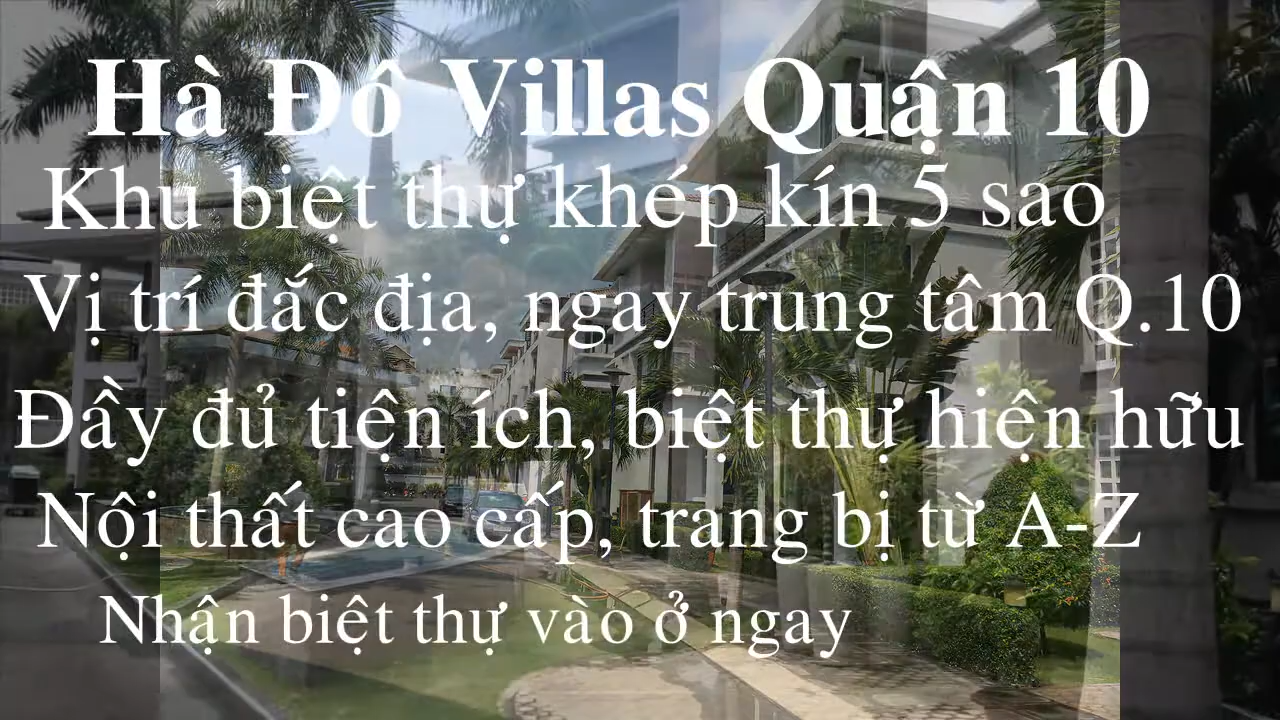 Hà Đô Villas Quận 10
Khu biệt thự khép kín 5 sao
Vị trí đắc địa, ngay trung tâm Q.10
Đầy đủ tiện ích, biệt thự hiện hữu
Nội thất cao cấp, trang bị từ A-Z
Nhận biệt thự vào ở ngay